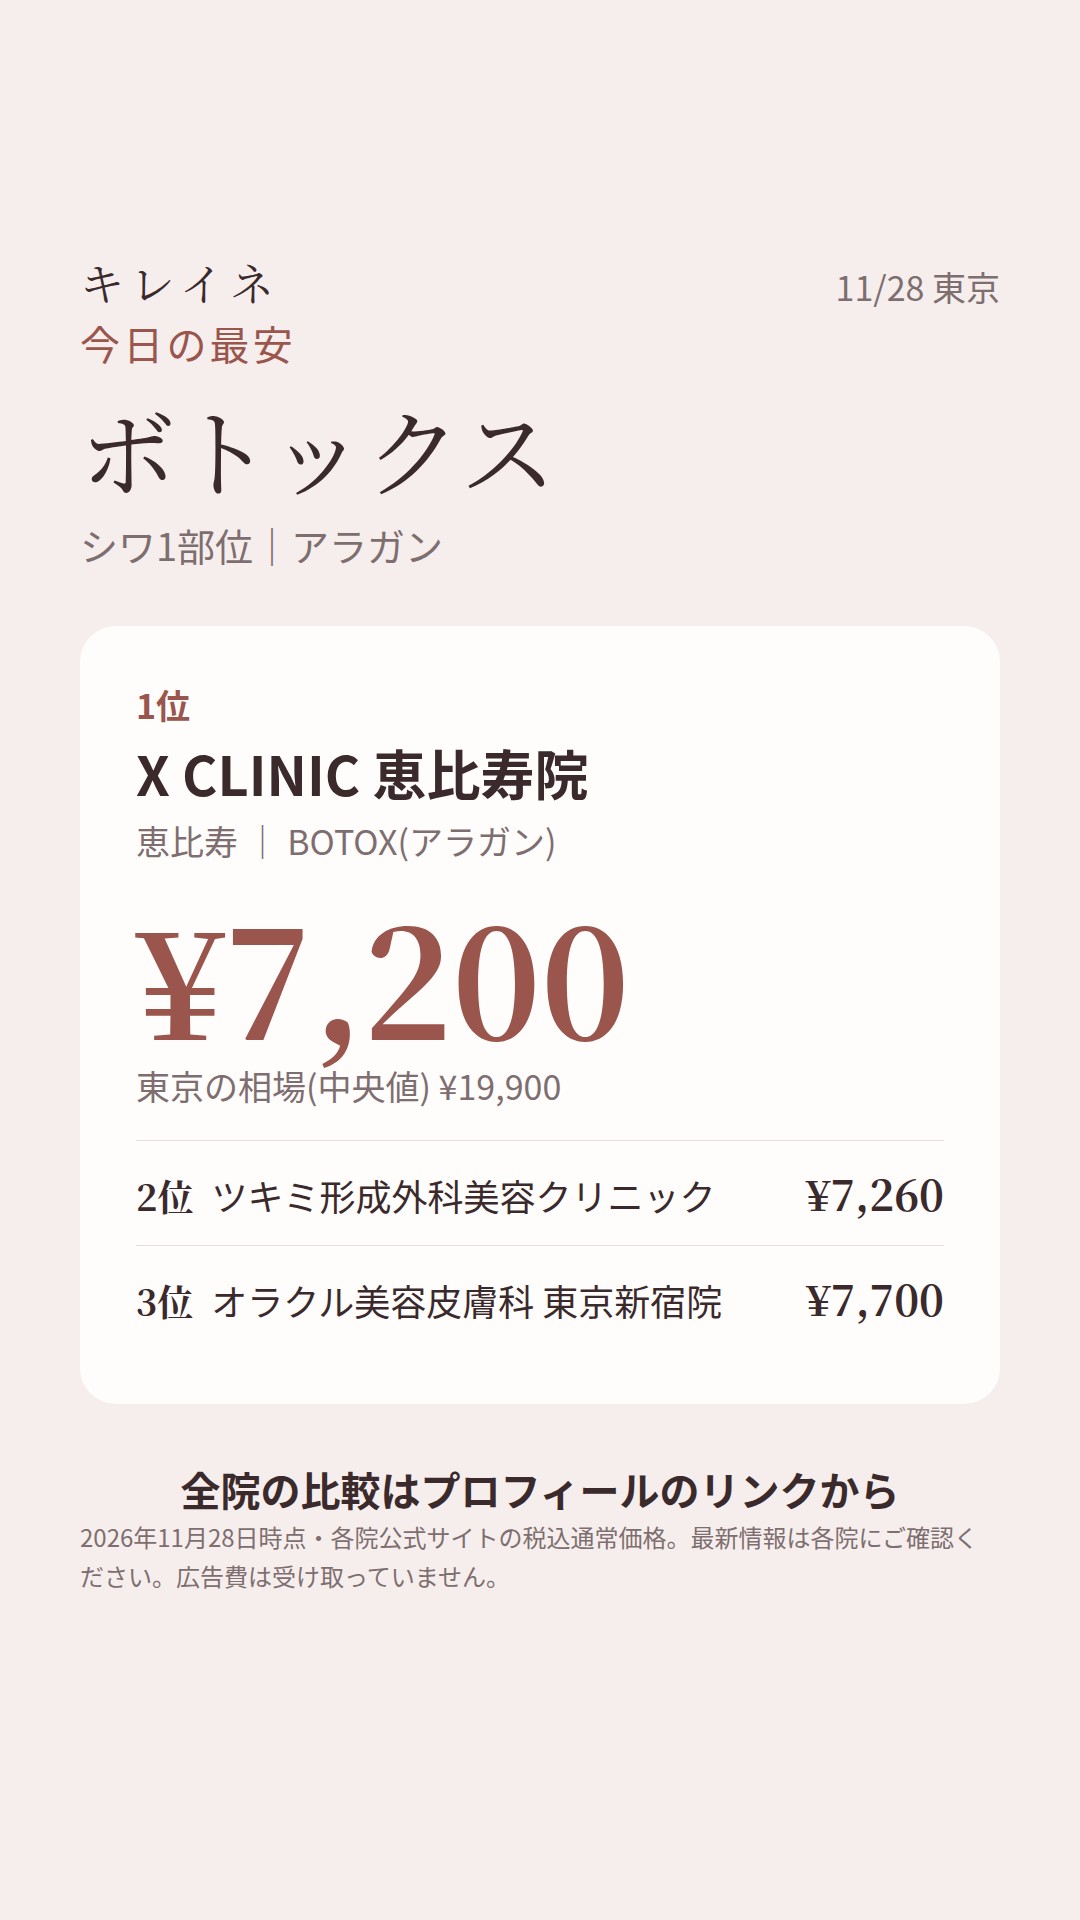 キレイネ
11/28 東京
今日の最安
ボトックス
シワ1部位｜アラガン
1位
X CLINIC 恵比寿院
恵比寿 ｜ BOTOX(アラガン)
¥7,200
東京の相場(中央値) ¥19,900
2位 ツキミ形成外科美容クリニック ¥7,260
3位 オラクル美容皮膚科 東京新宿院 ¥7,700
全院の比較はプロフィールのリンクから
2026年11月28日時点・各院公式サイトの税込通常価格。最新情報は各院にご確認く
ださい。広告費は受け取っていません。